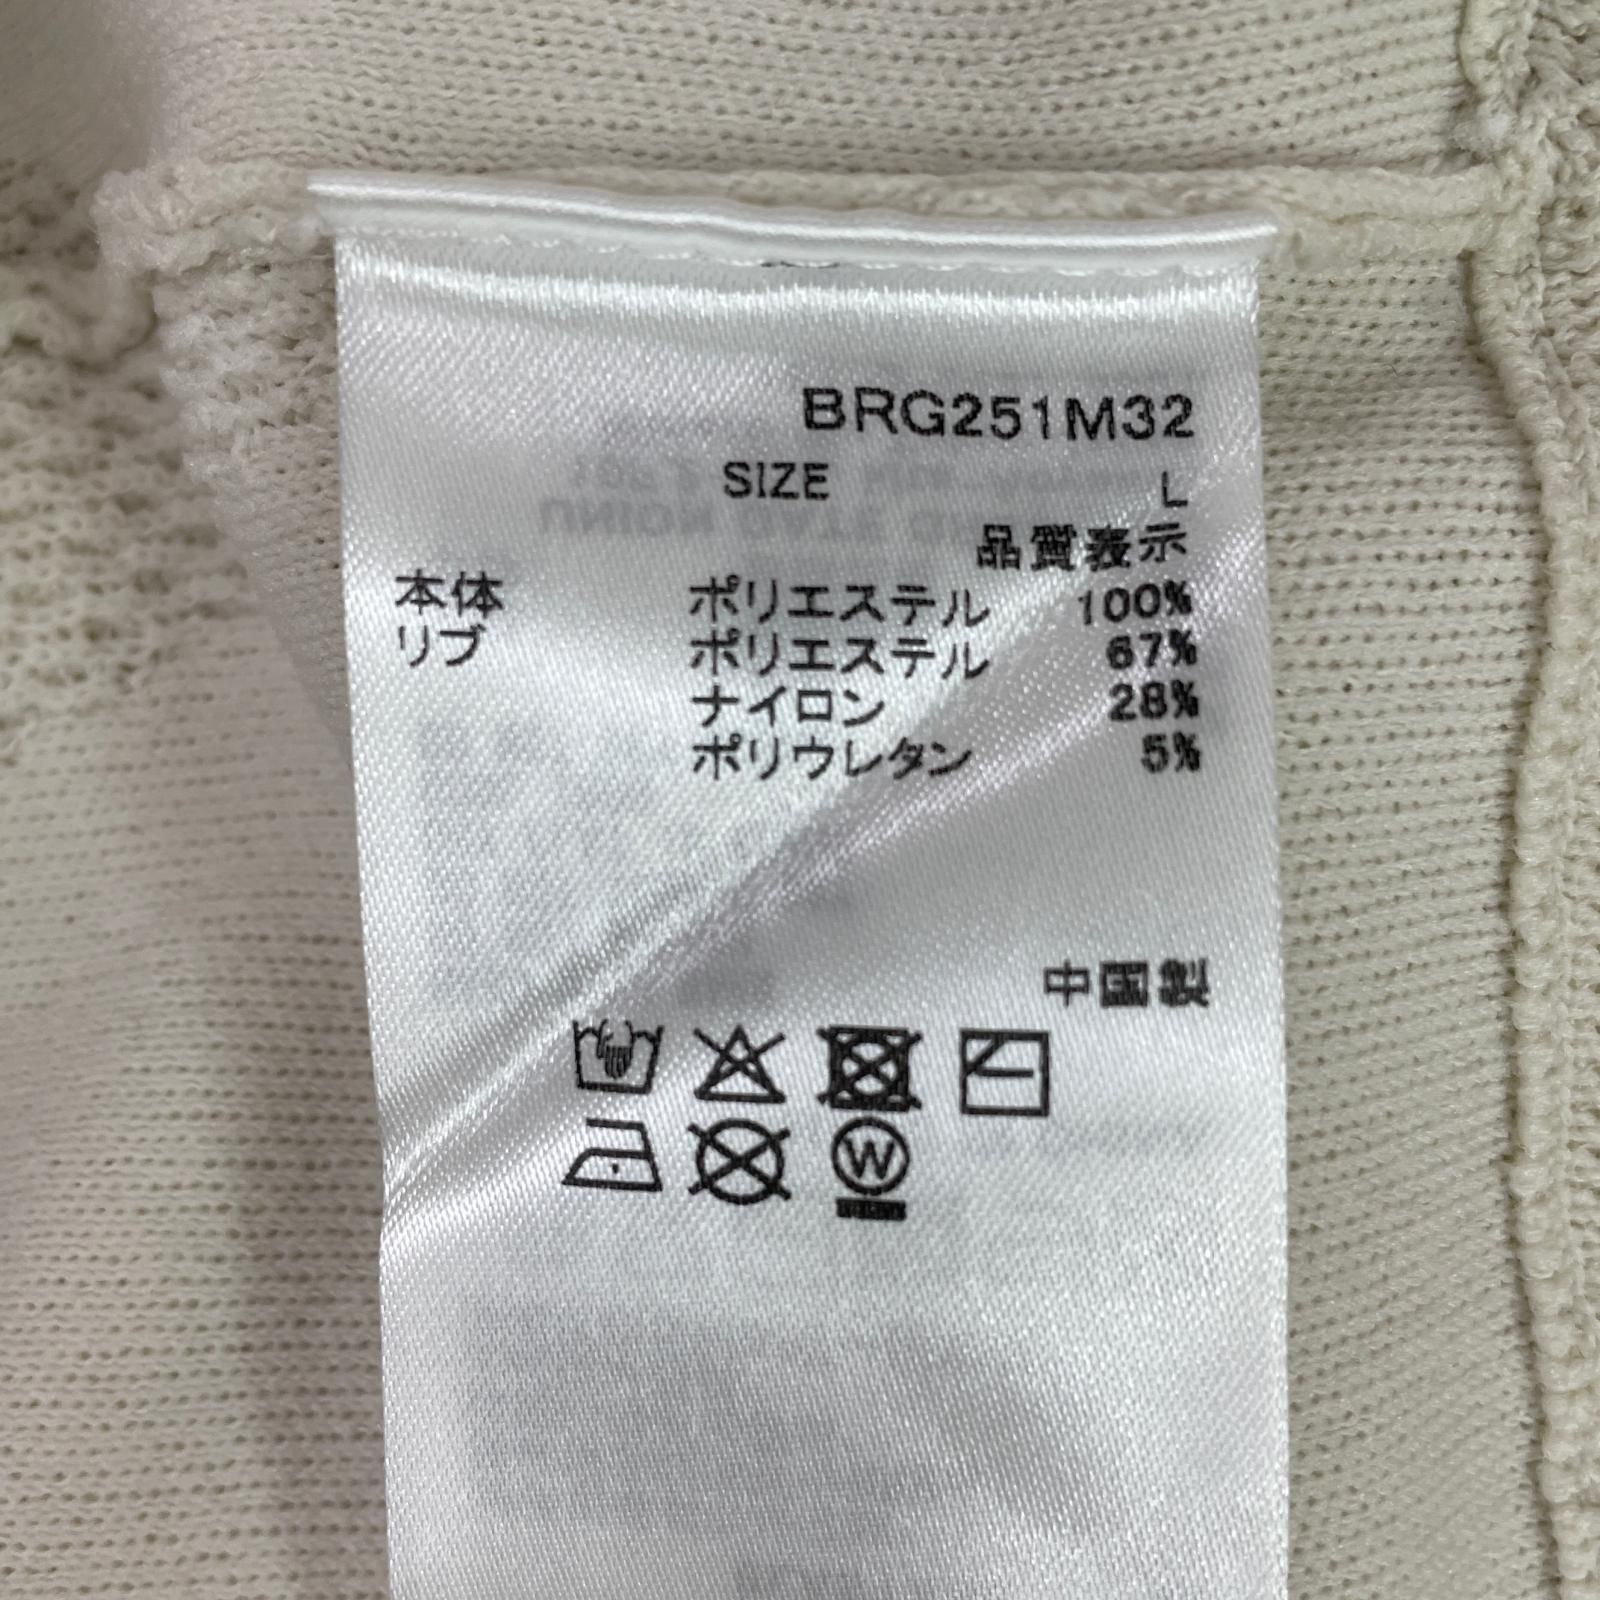 BRG251M32
SIZE L
品質表示
本体 ポリエステル 100%
リブ ポリエステル 67%
ナイロン 28%
ポリウレタン 5%
中国製
W